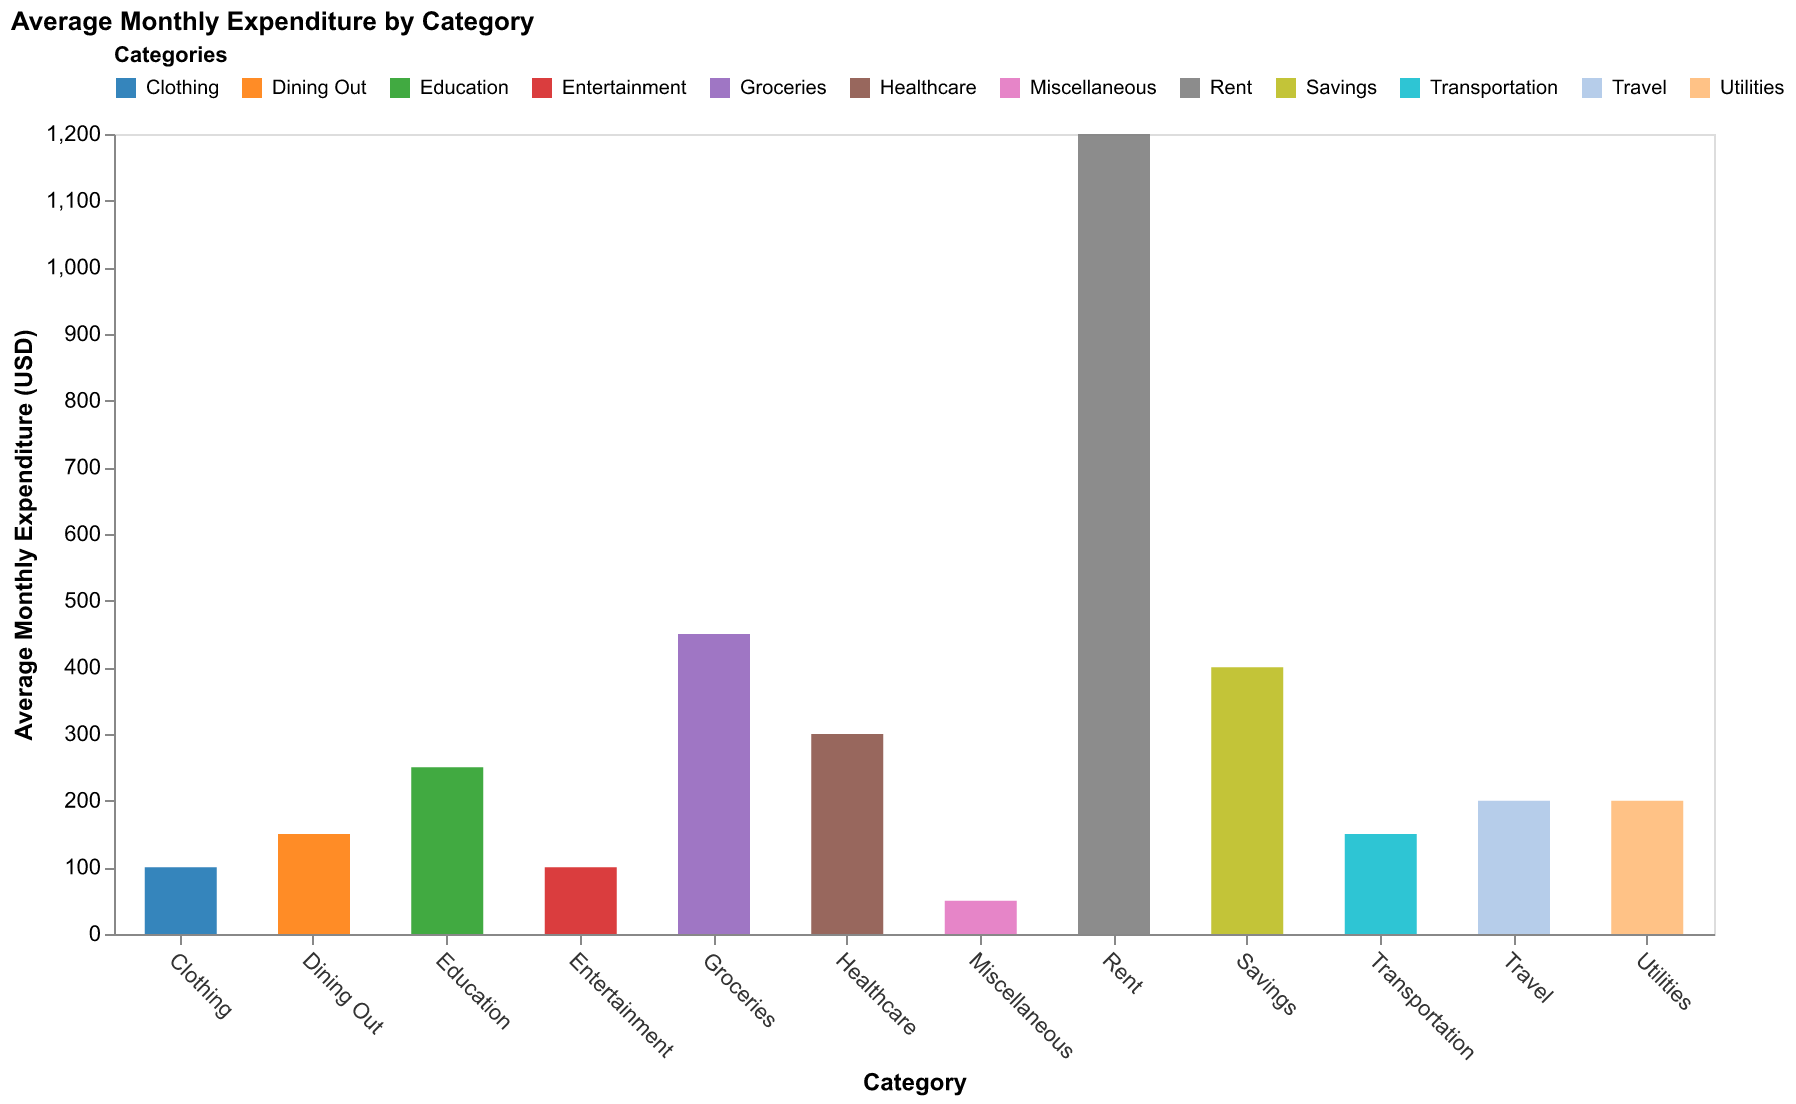 Average Monthly Expenditure by Category
Categories
Clothing Dining Out Education Entertainment Groceries Healthcare Miscellaneous Rent Savings Transportation Travel Utilities
1,200
1,100
1,000
900
800
700
600
500
400
300
200
100
0
Average Monthly Expenditure (USD)
Clothing
Dining Out
Education
Entertainment
Groceries
Healthcare
Miscellaneous
Rent
Savings
Transportation
Travel
Utilities
Category